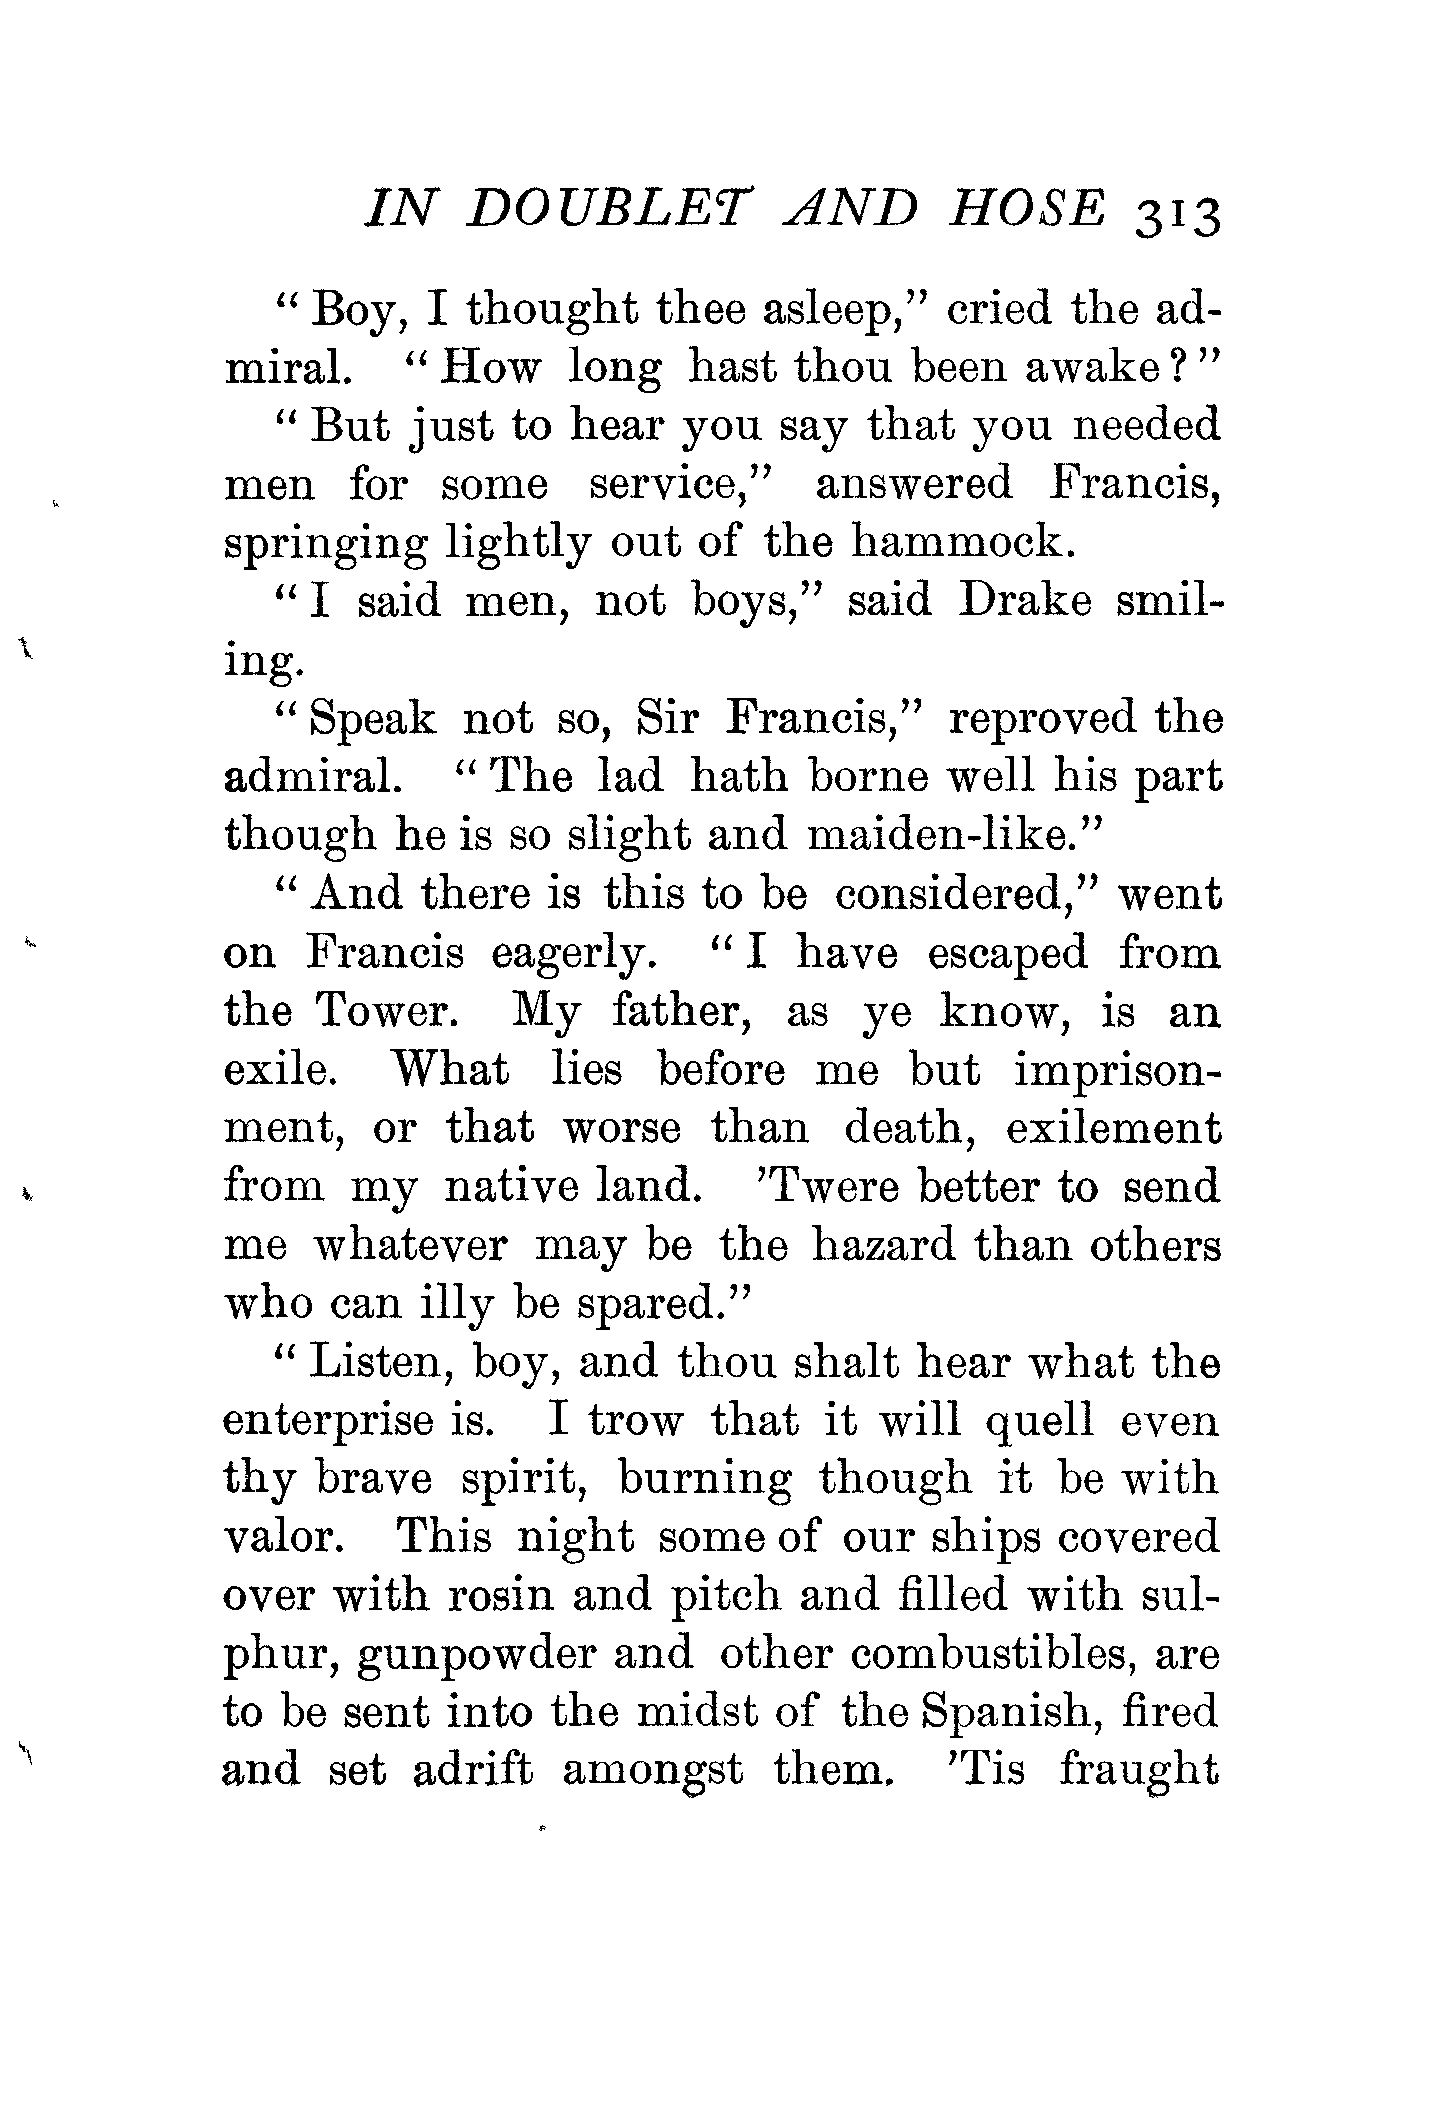 IN DOUBLET AND HOSE 313
“Boy, I thought thee asleep,” cried the ad-
miral. “How long hast thou been awake?”
“But just to hear you say that you needed
men for some service,” answered Francis,
springing lightly out of the hammock.
“I said men, not boys,” said Drake smil-
ing.
“Speak not so, Sir Francis,” reproved the
admiral. “The lad hath borne well his part
though he is so slight and maiden-like.”
“And there is this to be considered,” went
on Francis eagerly. “I have escaped from
the Tower. My father, as ye know, is an
exile. What lies before me but imprison-
ment, or that worse than death, exilement
from my native land. ’Twere better to send
me whatever may be the hazard than others
who can illy be spared.”
“Listen, boy, and thou shalt hear what the
enterprise is. I trow that it will quell even
thy brave spirit, burning though it be with
valor. This night some of our ships covered
over with rosin and pitch and filled with sul-
phur, gunpowder and other combustibles, are
to be sent into the midst of the Spanish, fired
and set adrift amongst them. ’Tis fraught